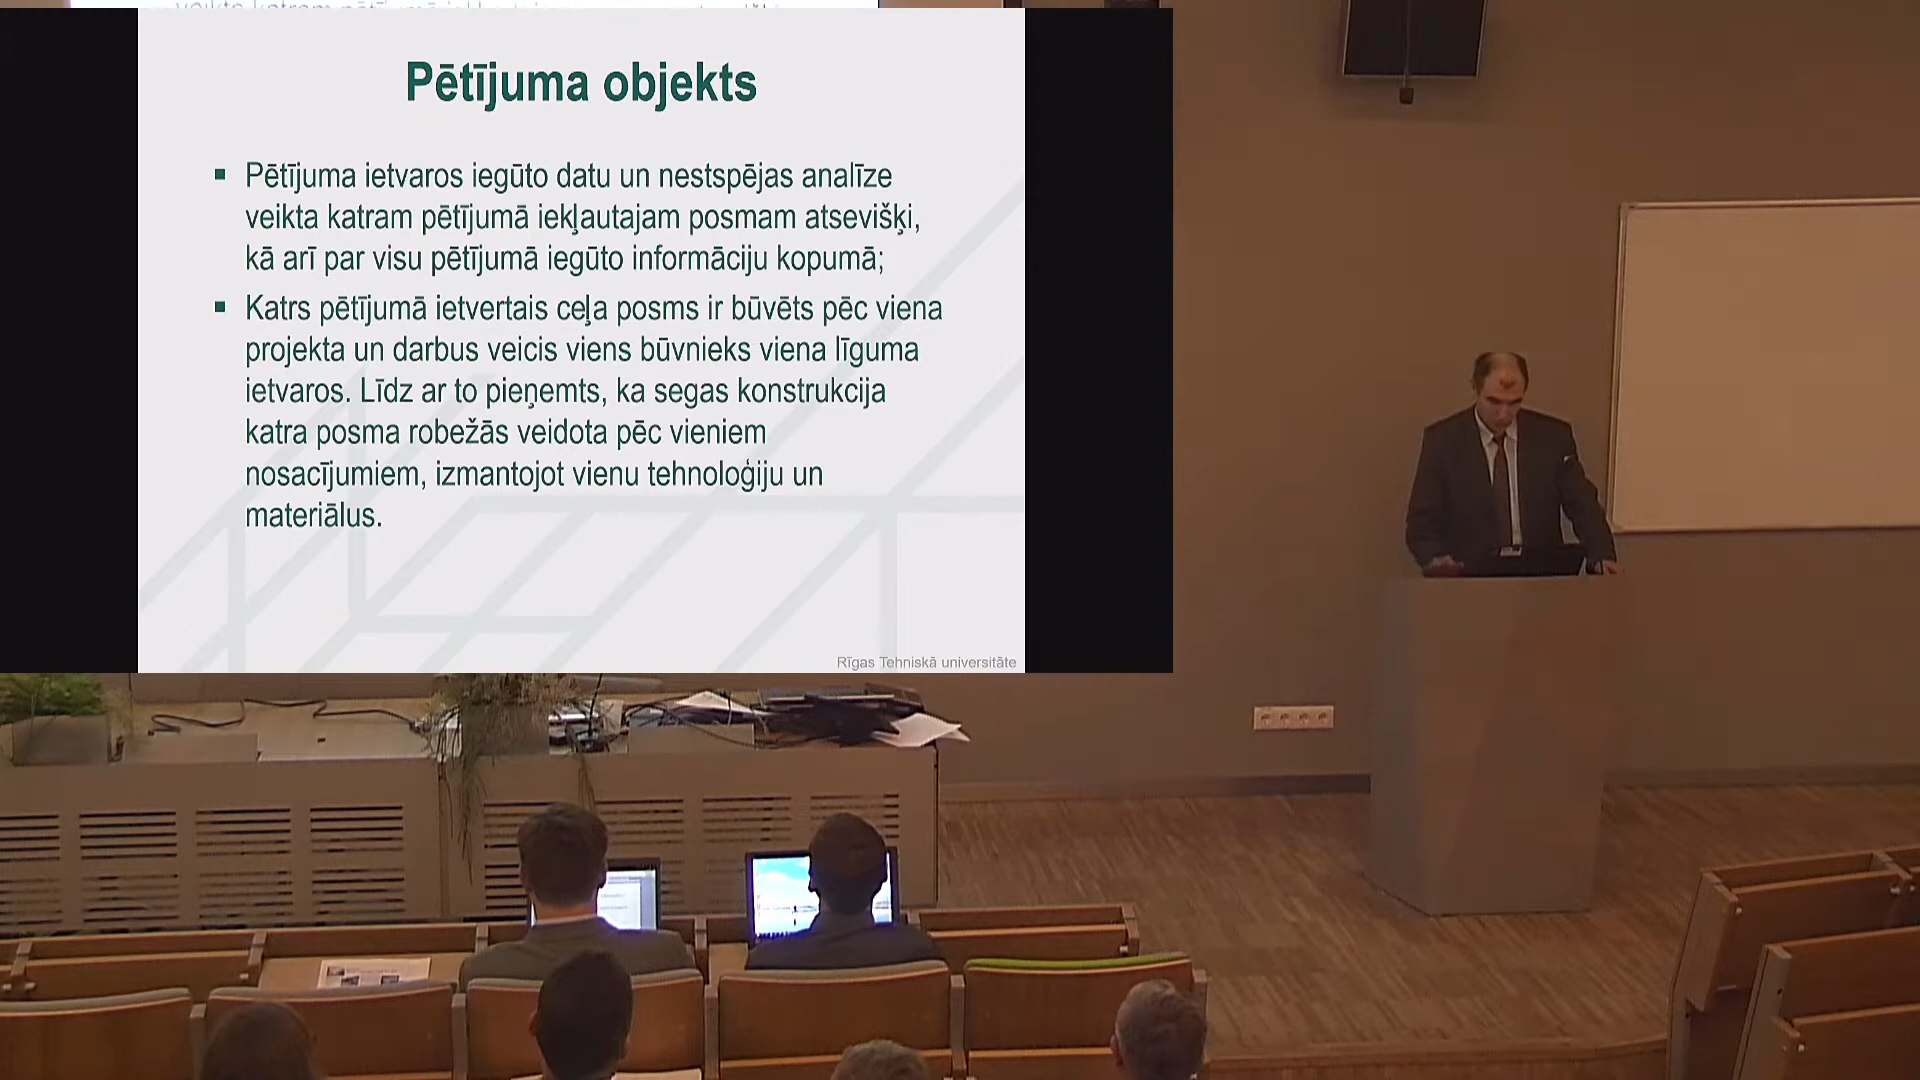 Pētījuma objekts
Pētījuma ietvaros iegūto datu un nestspējas analīze
veikta katram pētījumā iekļautajam posmam atsevišķi,
kā arī par visu pētījumā iegūto informāciju kopumā;
Katrs pētījumā ietvertais ceļa posms ir būvēts pēc viena
projekta un darbus veicis viens būvnieks viena līguma
ietvaros. Līdz ar to pieņemts, ka segas konstrukcija
katra posma robežās veidota pēc vieniem
nosacījumiem, izmantojot vienu tehnoloģiju un
materiālus.
Rīgas Tehniskā universitāte